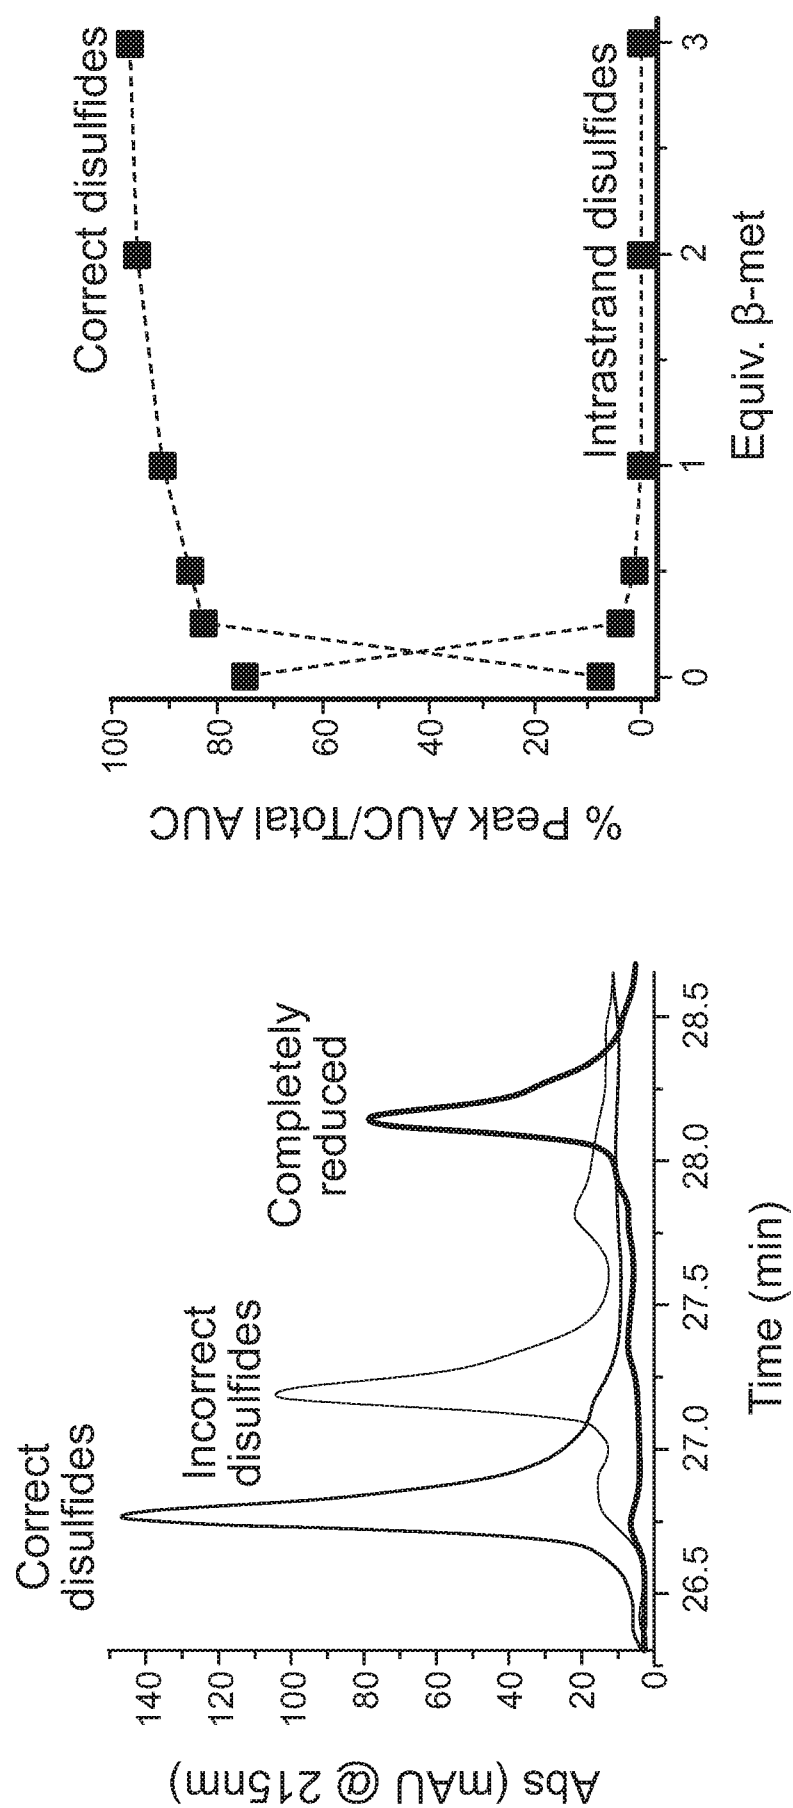 Abs (mAU @ 215nm)
140
120
100
80
60
40
20
0
Correct
disulfides
Incorrect
disulfides
Completely
reduced
26.5
27.0
27.5
28.0
28.5
Time (min)
% Peak AUC/Total AUC
100
80
60
40
20
0
Correct disulfides
Intrastrand disulfides
0
1
2
3
Equiv. β-met